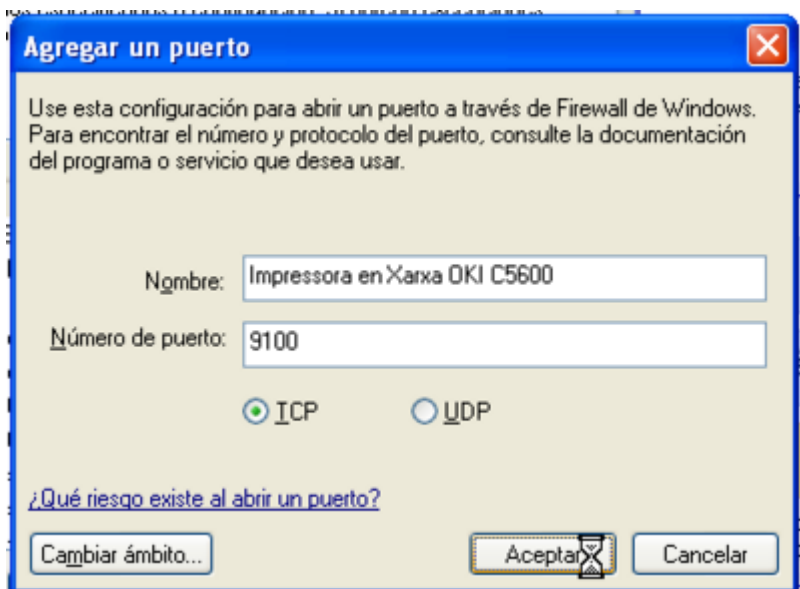 Agregar un puerto
Use esta configuración para abrir un puerto a través de Firewall de Windows.
Para encontrar el número y protocolo del puerto, consulte la documentación
del programa o servicio que desea usar.
Nombre: Impressora en Xarxa OKI C5600
Número de puerto: 9100
TCP UDP
¿Qué riesgo existe al abrir un puerto?
Cambiar ámbito... Aceptar Cancelar